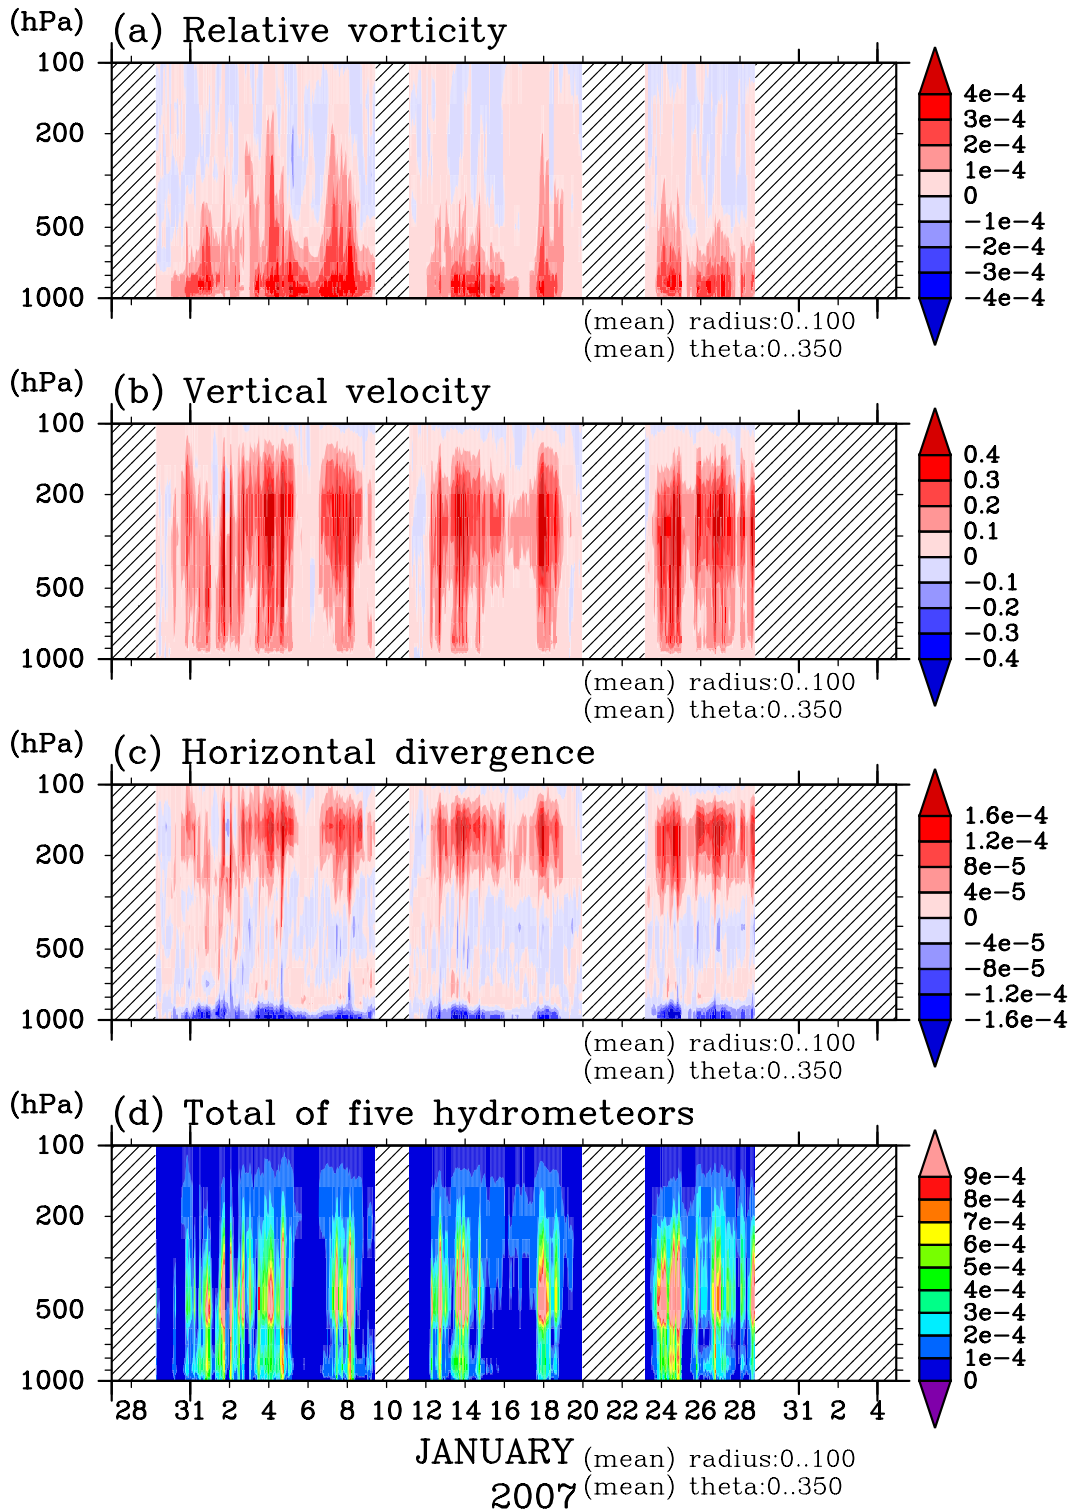 (hPa) (a) Relative vorticity
100
200
500
1000
4e-4
3e-4
2e-4
1e-4
0
-1e-4
-2e-4
-3e-4
-4e-4
(mean) radius:0..100
(mean) theta:0..350
(hPa) (b) Vertical velocity
100
200
500
1000
0.4
0.3
0.2
0.1
0
-0.1
-0.2
-0.3
-0.4
(mean) radius:0..100
(mean) theta:0..350
(hPa) (c) Horizontal divergence
100
200
500
1000
1.6e-4
1.2e-4
8e-5
4e-5
0
-4e-5
-8e-5
-1.2e-4
-1.6e-4
(mean) radius:0..100
(mean) theta:0..350
(hPa) (d) Total of five hydrometeors
100
200
500
1000
9e-4
8e-4
7e-4
6e-4
5e-4
4e-4
3e-4
2e-4
1e-4
0
28 31 2 4 6 8 10 12 14 16 18 20 22 24 26 28 31 2 4
JANUARY
2007
(mean) radius:0..100
(mean) theta:0..350